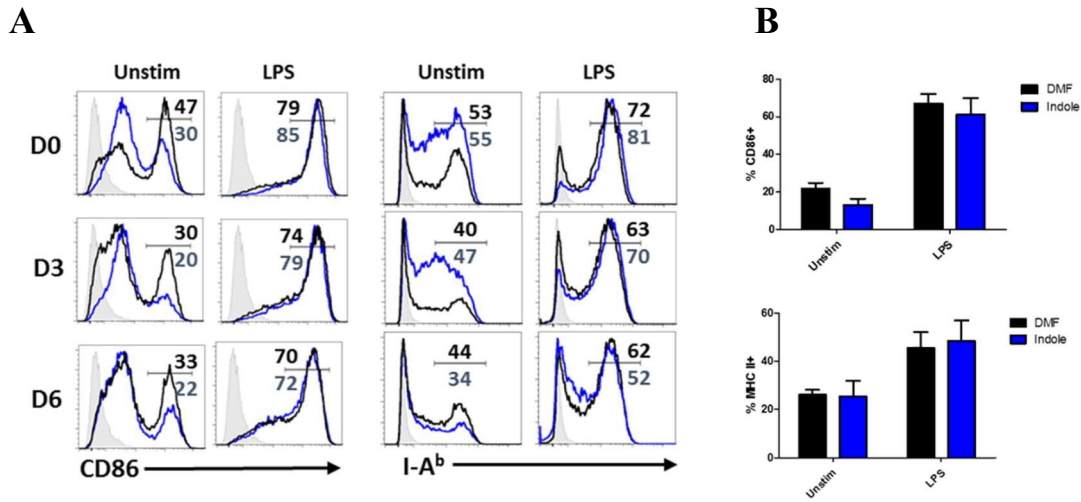 A
B
Unstim LPS Unstim LPS
D0 47 30 79 85 53 55 72 81
D3 30 20 74 79 40 47 63 70
D6 33 22 70 72 44 34 62 52
CD86 I-Aᵇ
% CD86+
80
60
40
20
0
Unstim LPS
DMF
Indole
% MHC II+
60
40
20
0
Unstim LPS
DMF
Indole